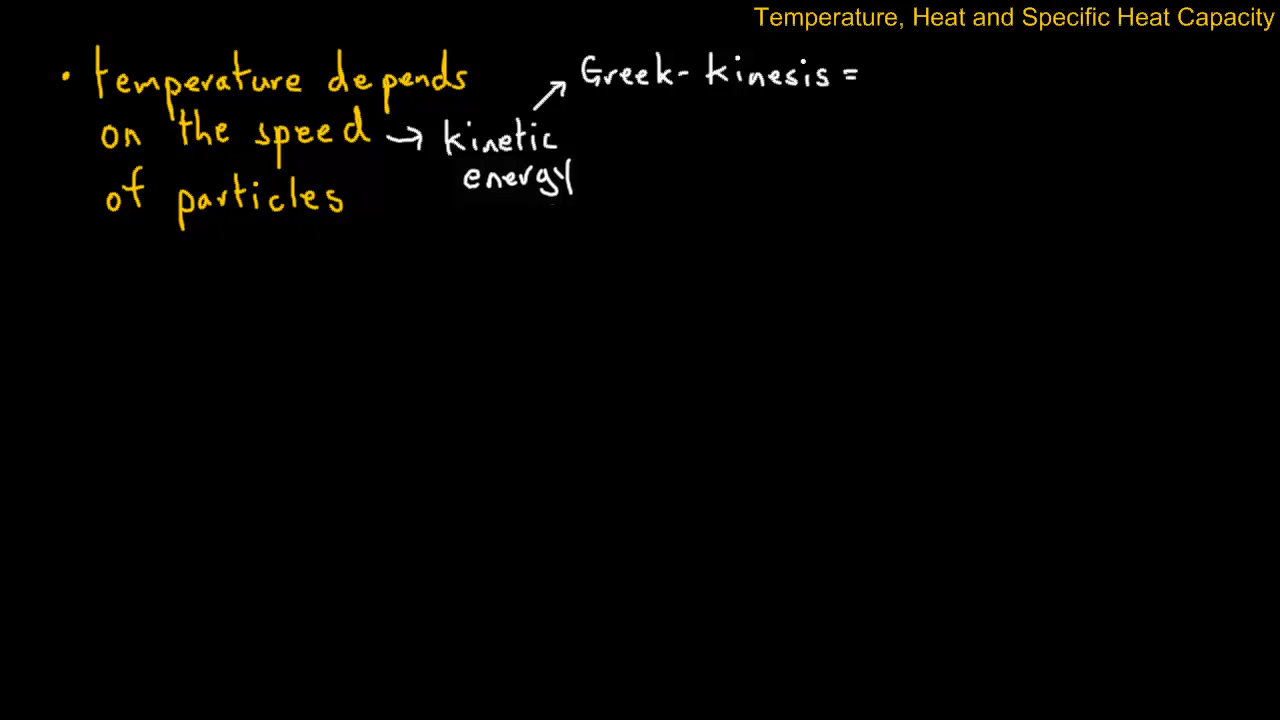 Temperature, Heat and Specific Heat Capacity
• temperature depends
on the speed → kinetic
energy
of particles
Greek - kinesis =